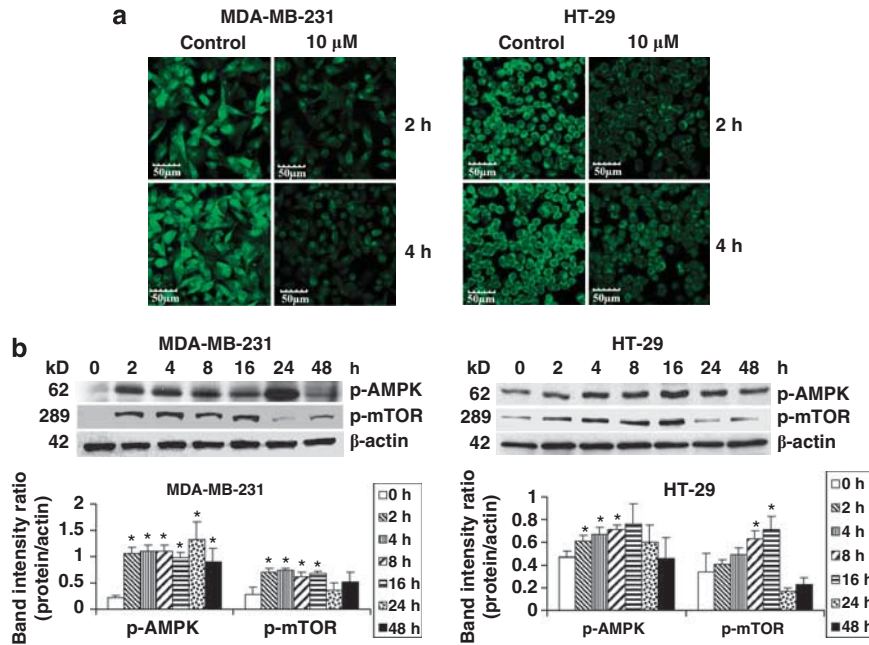 a
MDA-MB-231
Control 10 µM
HT-29
Control 10 µM
50µm 50µm
2 h
50µm 50µm
2 h
50µm 50µm
4 h
50µm 50µm
4 h
b
MDA-MB-231
kD 0 2 4 8 16 24 48 h
62 p-AMPK
289 p-mTOR
42 β-actin
HT-29
kD 0 2 4 8 16 24 48 h
62 p-AMPK
289 p-mTOR
42 β-actin
Band intensity ratio
(protein/actin)
MDA-MB-231
2
1.5
1
0.5
0
* * * * * *
* * * *
p-AMPK p-mTOR
0 h
2 h
4 h
8 h
16 h
24 h
48 h
Band intensity ratio
(protein/actin)
HT-29
1
0.8
0.6
0.4
0.2
0
* * *
* *
p-AMPK p-mTOR
0 h
2 h
4 h
8 h
16 h
24 h
48 h